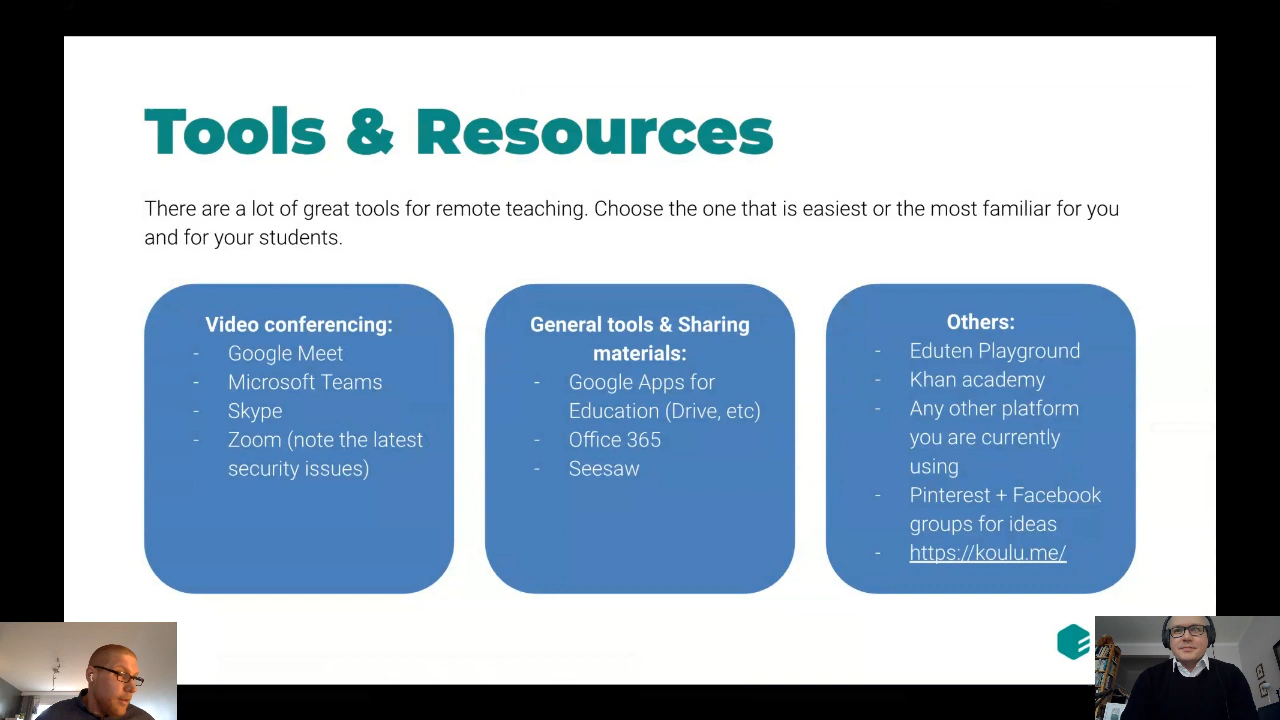 Tools & Resources
There are a lot of great tools for remote teaching. Choose the one that is easiest or the most familiar for you
and for your students.
Video conferencing:
- Google Meet
- Microsoft Teams
- Skype
- Zoom (note the latest
security issues)
General tools & Sharing
materials:
- Google Apps for
Education (Drive, etc)
- Office 365
- Seesaw
Others:
- Eduten Playground
- Khan academy
- Any other platform
you are currently
using
- Pinterest + Facebook
groups for ideas
- https://koulu.me/